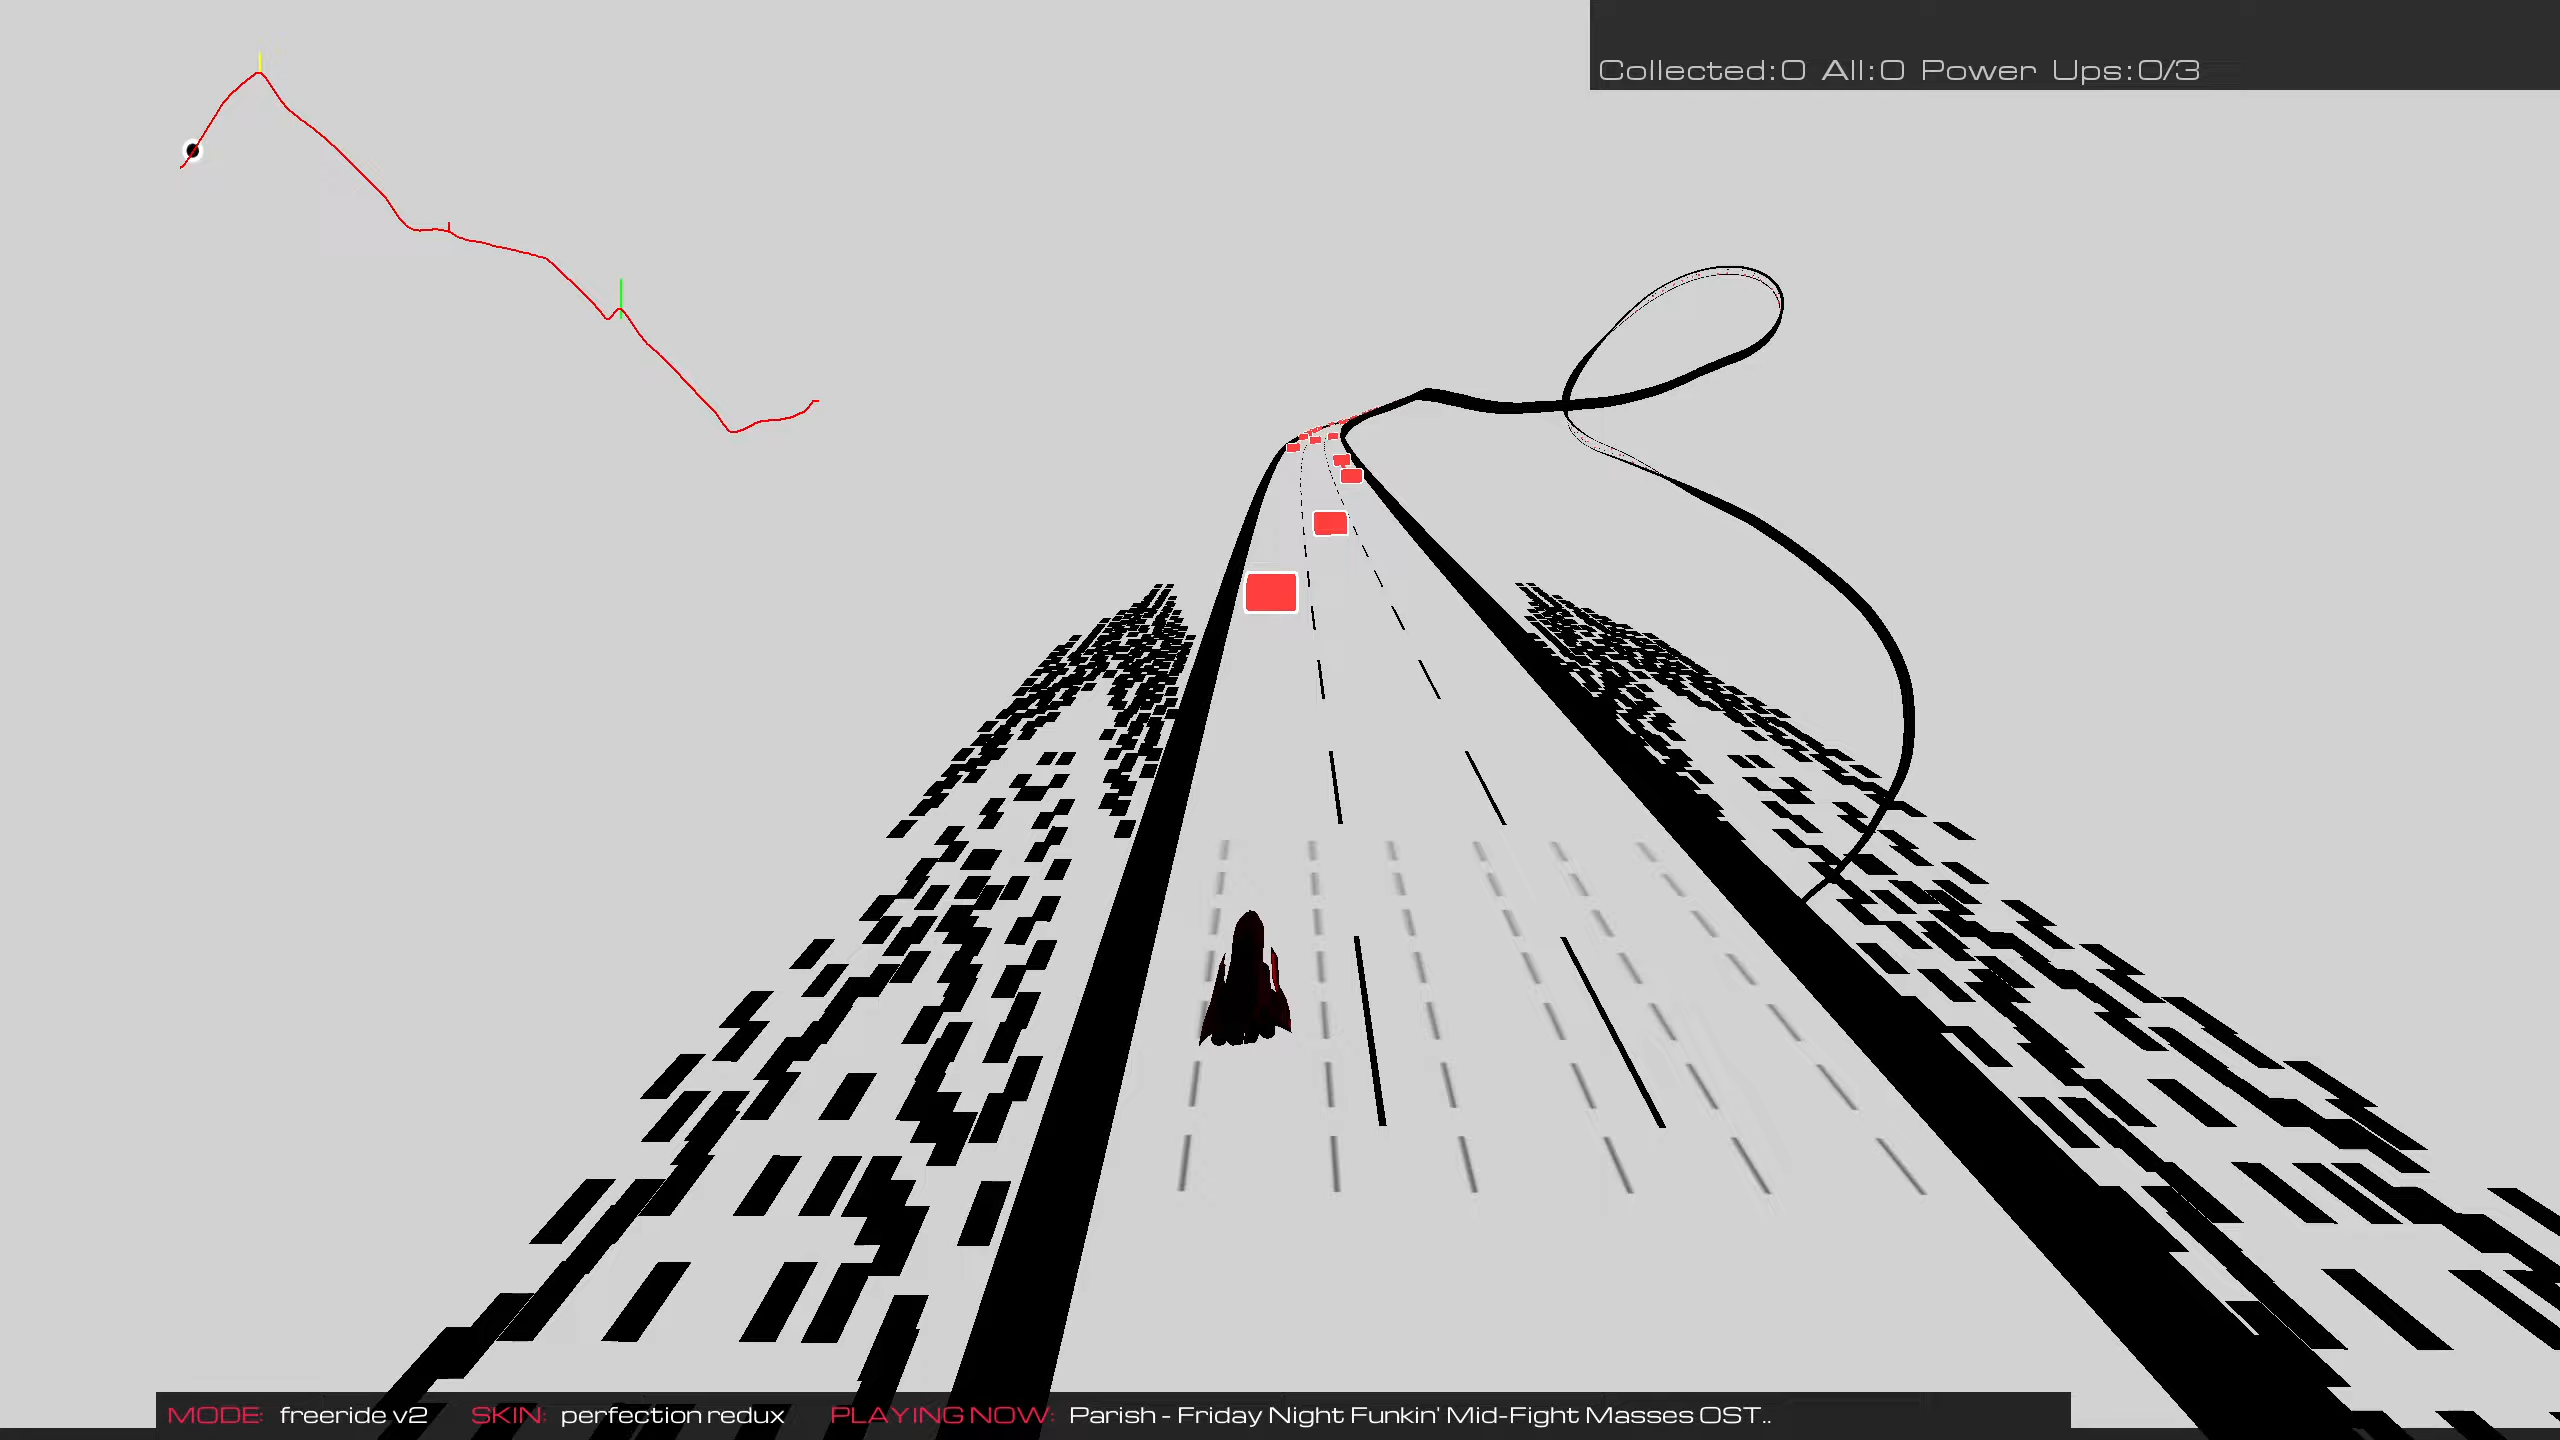 Collected:0 All:0 Power Ups:0/3
MODE: freeride v2 SKIN: perfection redux PLAYING NOW: Parish - Friday Night Funkin' Mid-Fight Masses OST..